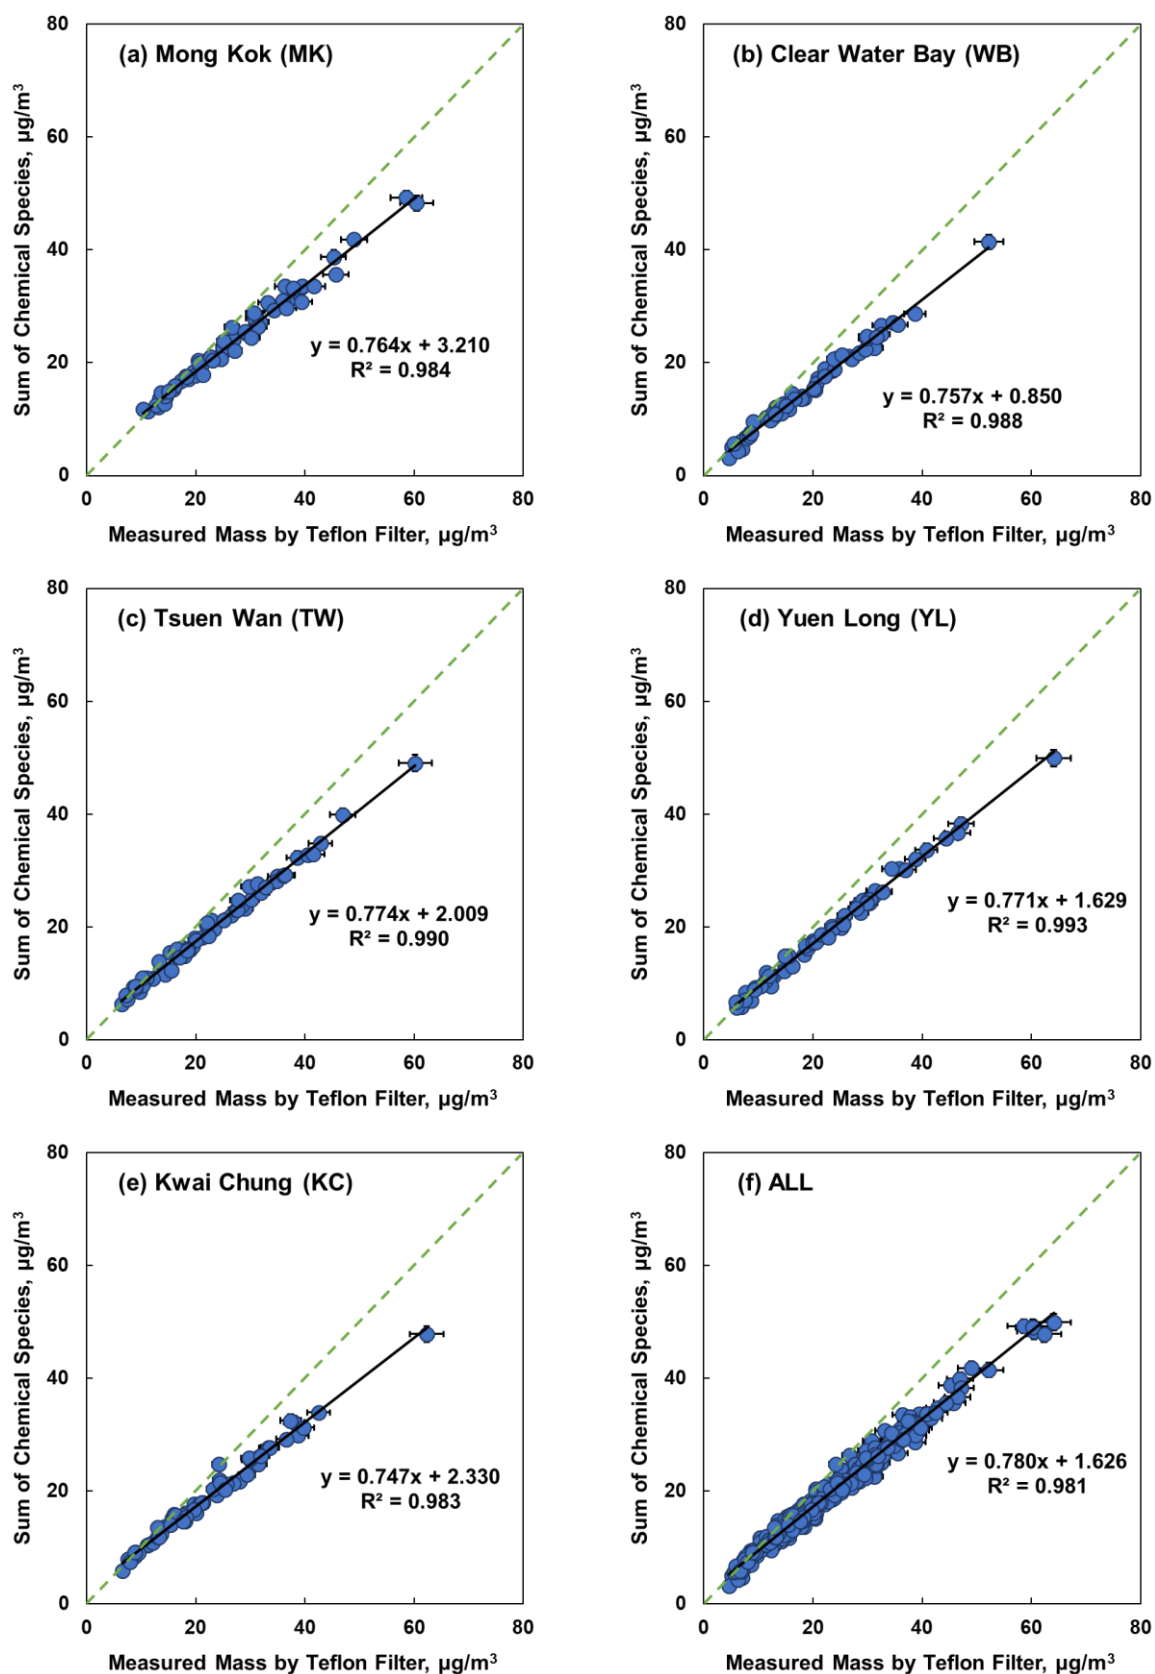 (a) Mong Kok (MK)
Sum of Chemical Species, µg/m³
80
60
40
20
0
y = 0.764x + 3.210
R² = 0.984
0 20 40 60 80
Measured Mass by Teflon Filter, µg/m³
(b) Clear Water Bay (WB)
Sum of Chemical Species, µg/m³
80
60
40
20
0
y = 0.757x + 0.850
R² = 0.988
0 20 40 60 80
Measured Mass by Teflon Filter, µg/m³
(c) Tsuen Wan (TW)
Sum of Chemical Species, µg/m³
80
60
40
20
0
y = 0.774x + 2.009
R² = 0.990
0 20 40 60 80
Measured Mass by Teflon Filter, µg/m³
(d) Yuen Long (YL)
Sum of Chemical Species, µg/m³
80
60
40
20
0
y = 0.771x + 1.629
R² = 0.993
0 20 40 60 80
Measured Mass by Teflon Filter, µg/m³
(e) Kwai Chung (KC)
Sum of Chemical Species, µg/m³
80
60
40
20
0
y = 0.747x + 2.330
R² = 0.983
0 20 40 60 80
Measured Mass by Teflon Filter, µg/m³
(f) ALL
Sum of Chemical Species, µg/m³
80
60
40
20
0
y = 0.780x + 1.626
R² = 0.981
0 20 40 60 80
Measured Mass by Teflon Filter, µg/m³